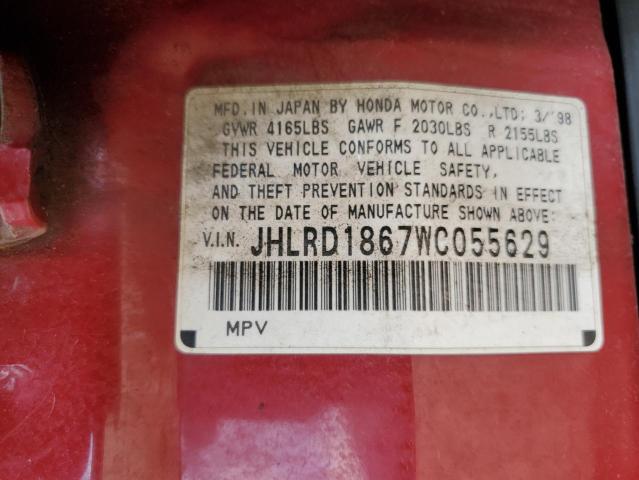 MFD. IN JAPAN BY HONDA MOTOR CO., LTD; 3/'98
GVWR 4165LBS GAWR F 2030LBS R 2155LBS
THIS VEHICLE CONFORMS TO ALL APPLICABLE
FEDERAL MOTOR VEHICLE SAFETY,
AND THEFT PREVENTION STANDARDS IN EFFECT
ON THE DATE OF MANUFACTURE SHOWN ABOVE:
V.I.N. JHLRD1867WC055629
MPV